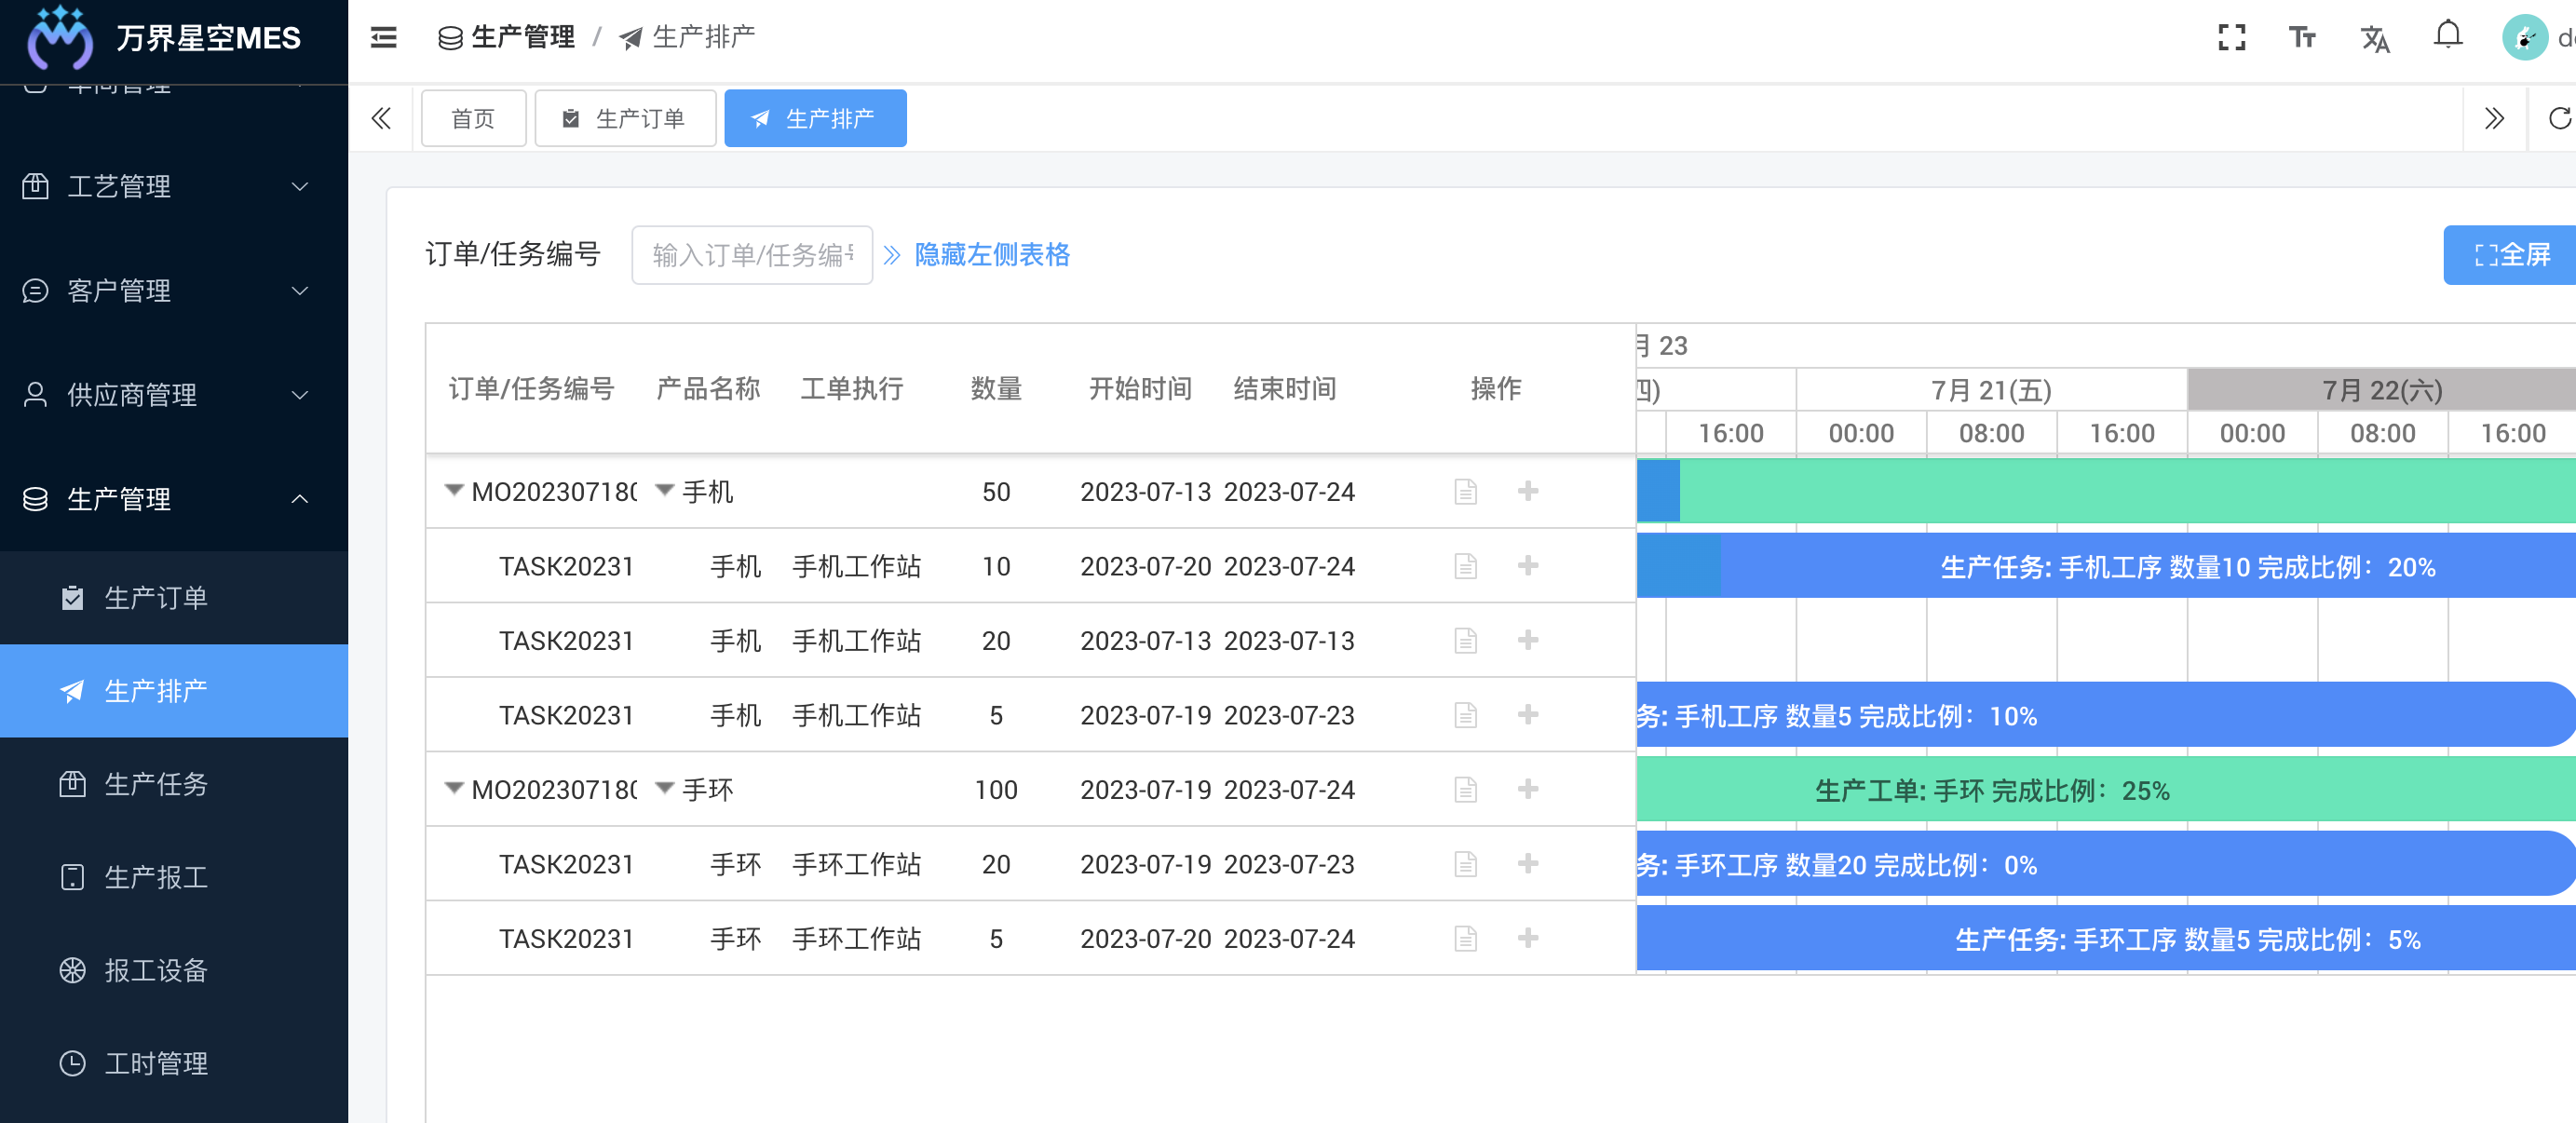 万界星空MES
生产管理 / 生产排产
首页
生产订单
生产排产
工艺管理
客户管理
供应商管理
生产管理
生产订单
生产排产
生产任务
生产报工
报工设备
工时管理
订单/任务编号
输入订单/任务编
隐藏左侧表格
全屏
订单/任务编号 产品名称 工单执行 数量 开始时间 结束时间 操作
月 23
四) 7月 21(五) 7月 22(六)
16:00 00:00 08:00 16:00 00:00 08:00 16:00
MO20230718 手机 50 2023-07-13 2023-07-24
TASK20231 手机 手机工作站 10 2023-07-20 2023-07-24
生产任务: 手机工序 数量10 完成比例：20%
TASK20231 手机 手机工作站 20 2023-07-13 2023-07-13
TASK20231 手机 手机工作站 5 2023-07-19 2023-07-23
务: 手机工序 数量5 完成比例：10%
MO20230718 手环 100 2023-07-19 2023-07-24
生产工单: 手环 完成比例：25%
TASK20231 手环 手环工作站 20 2023-07-19 2023-07-23
务: 手环工序 数量20 完成比例：0%
TASK20231 手环 手环工作站 5 2023-07-20 2023-07-24
生产任务: 手环工序 数量5 完成比例：5%